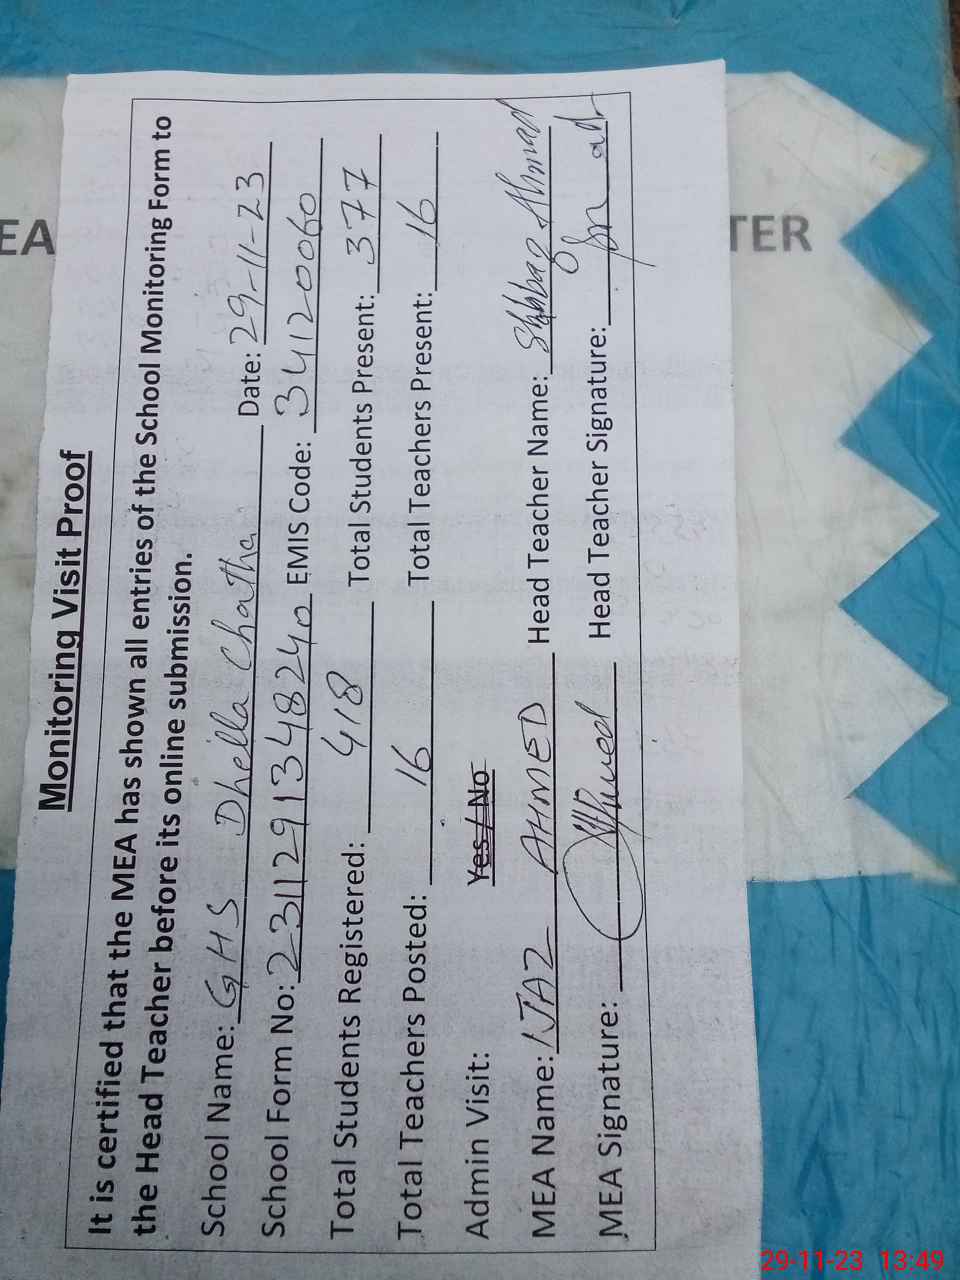 Monitoring Visit Proof
It is certified that the MEA has shown all entries of the School Monitoring Form to
the Head Teacher before its online submission.
School Name: GHS Dhella Chatha Date: 29-11-23
School Form No: 2311291348240 EMIS Code: 34120060
Total Students Registered: 418 Total Students Present: 377
Total Teachers Posted: 16 Total Teachers Present: 16
Admin Visit: Yes / No
MEA Name: IJAZ AHMED Head Teacher Name: Shhbaz Ahmad
MEA Signature: Head Teacher Signature:
EA
TER
29-11-23 13:49